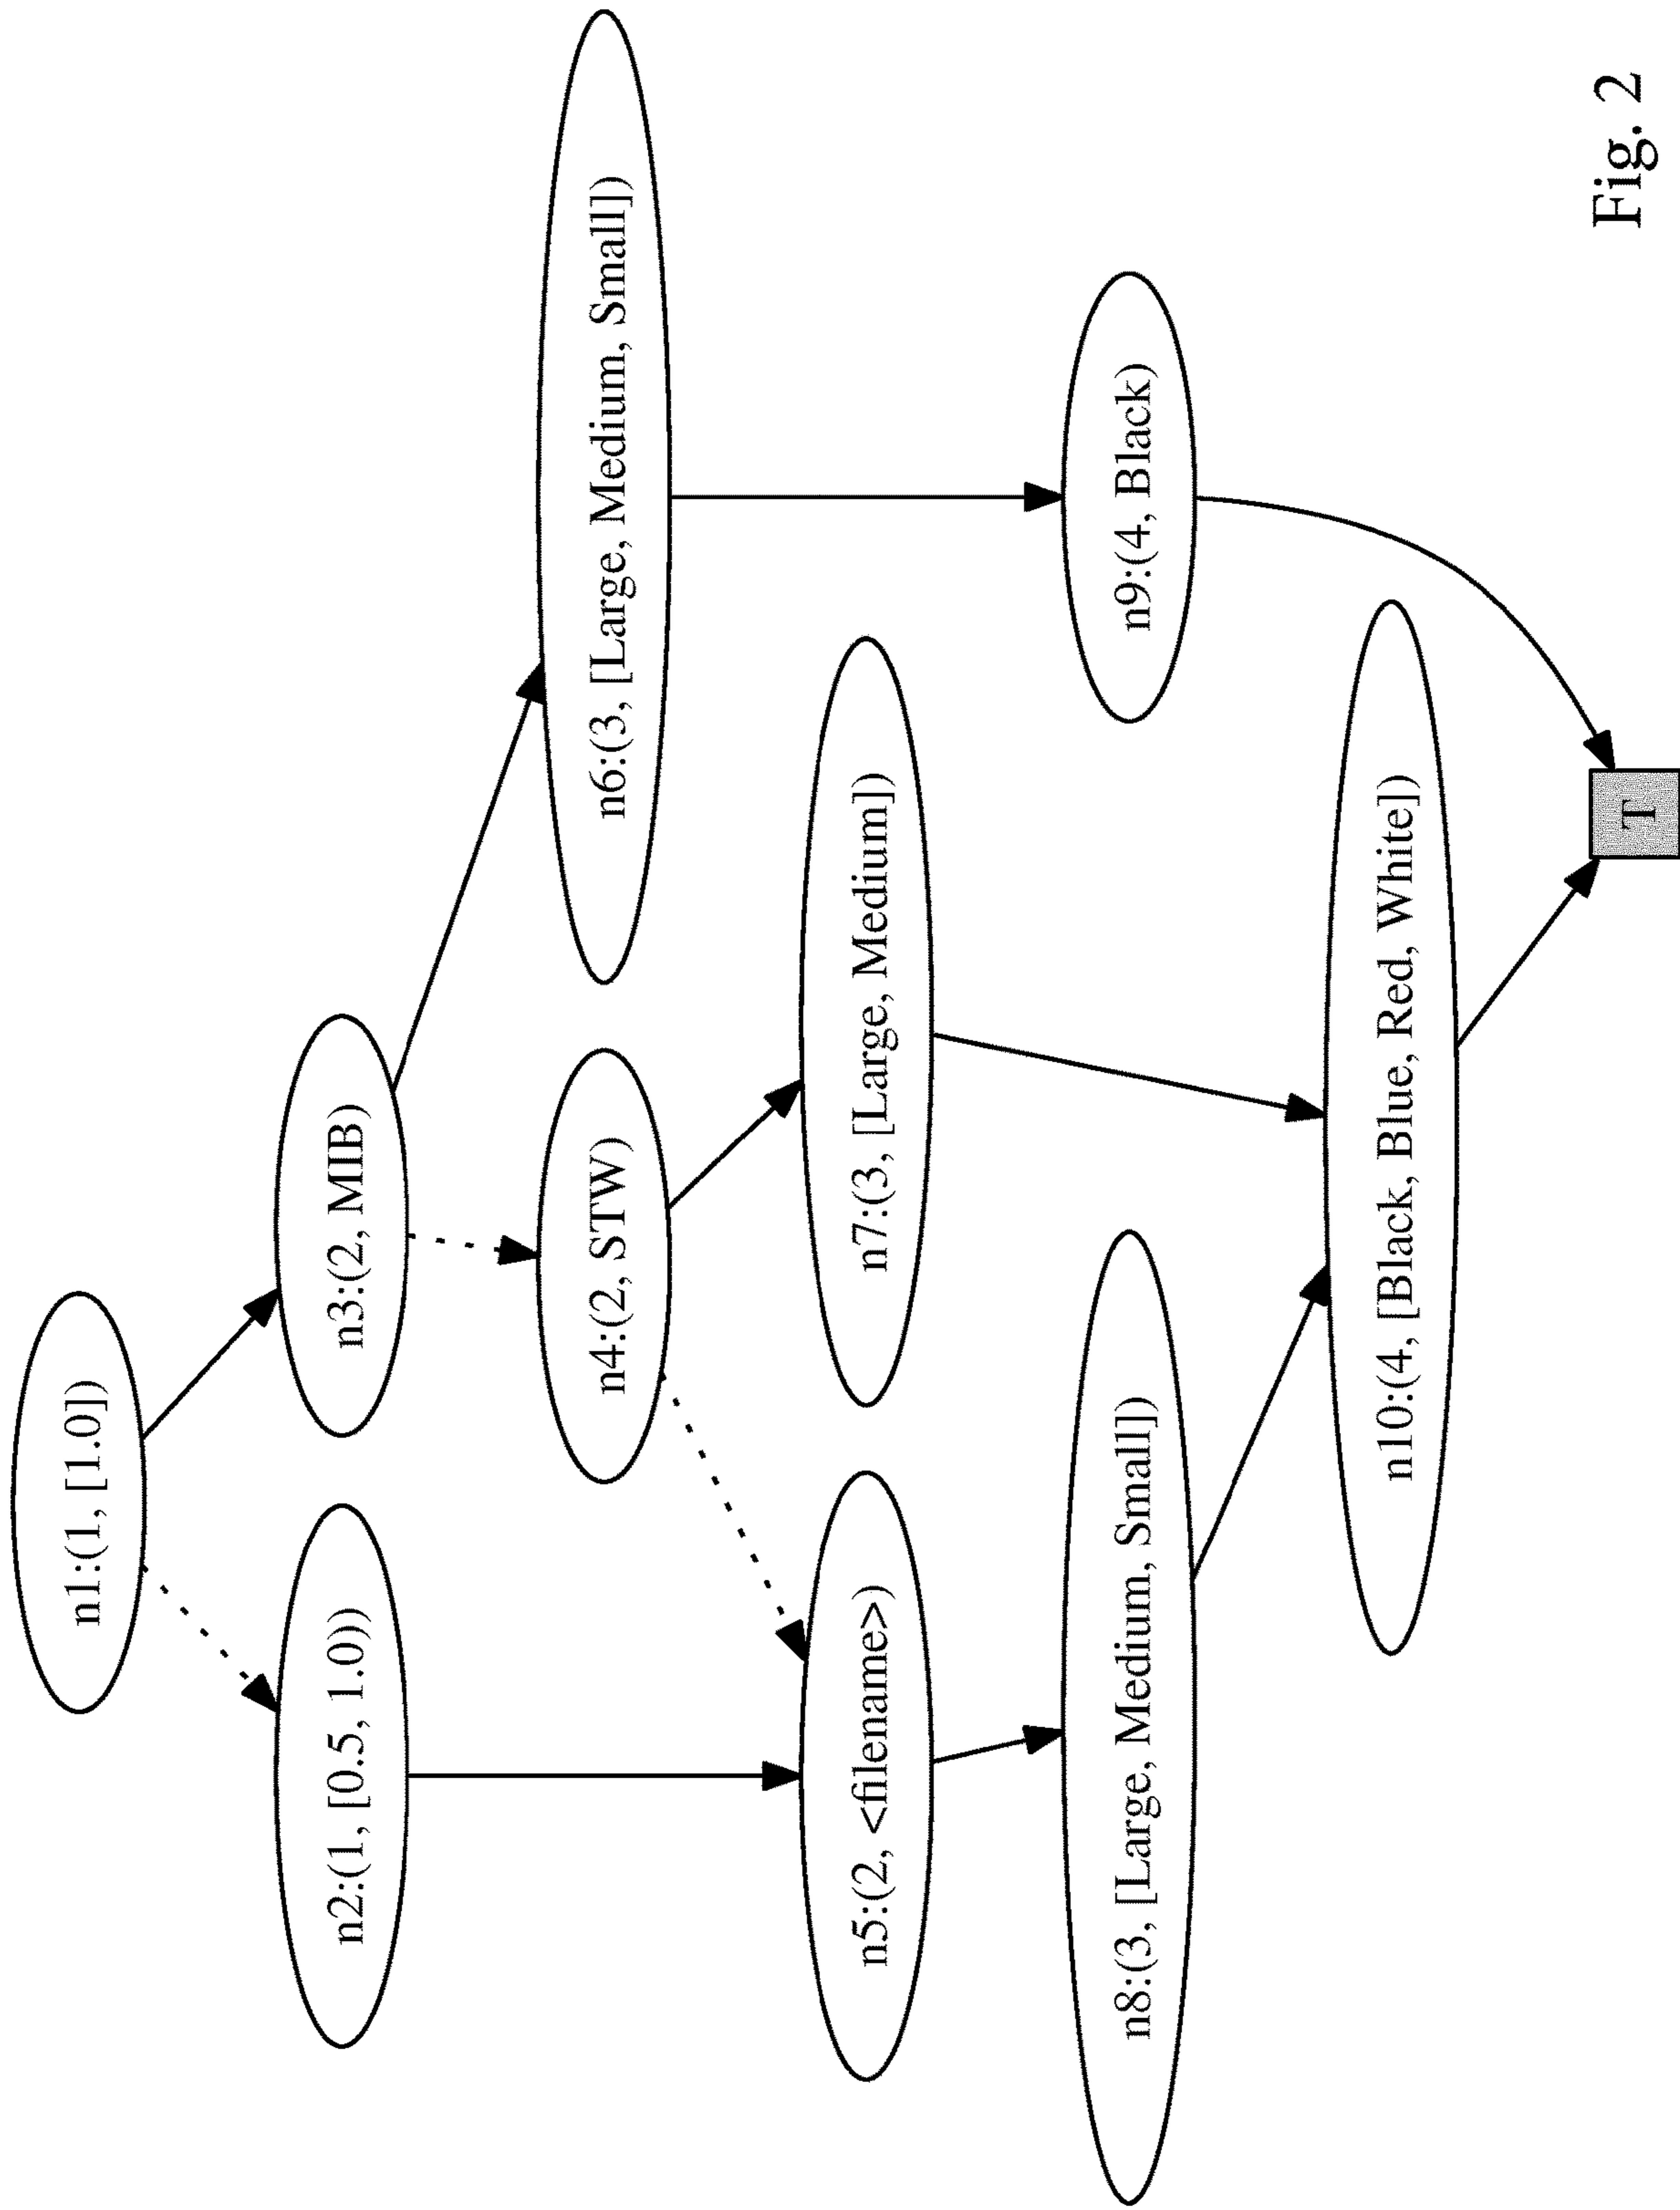 n1:(1, [1.0])
n2:(1, [0.5, 1.0))
n3:(2, MIB)
n4:(2, STW)
n6:(3, [Large, Medium, Small])
n5:(2, <filename>)
n7:(3, [Large, Medium])
n8:(3, [Large, Medium, Small])
n9:(4, Black)
n10:(4, [Black, Blue, Red, White])
T
Fig. 2